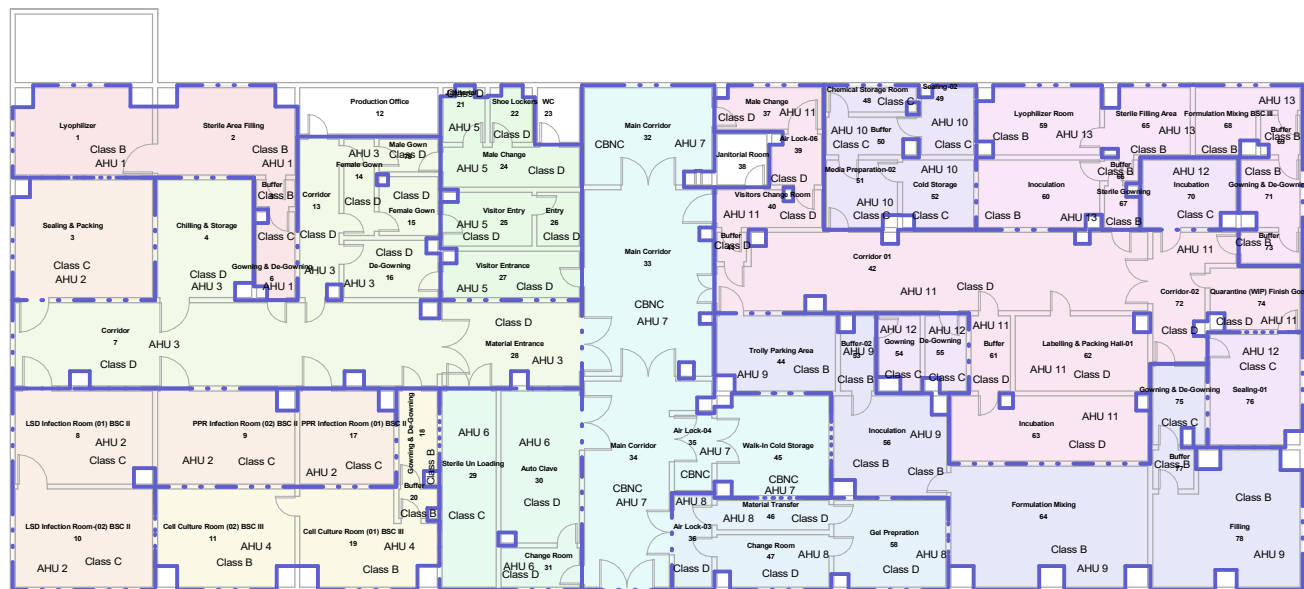 Lyophilizer
1
Class B
AHU 1
Sterile Area Filling
2
Class B
AHU 1
Production Office
12
21
AHU 5
Class D
Shoe Lockers
22
Class D
WC
23
Main Corridor
32
CBNC
AHU 7
Male Change
37
AHU 11
Class D
Janitorial Room
38
Air Lock-06
39
Class D
Chemical Storage Room
48
Class C
AHU 10
Sealing-02
49
AHU 10
Buffer
50
Class C
Lyophilizer Room
59
AHU 13
Class B
Sterile Filling Area
65
AHU 13
Class B
Formulation Mixing BSC II
68
AHU 13
Class B
Buffer
69
Sealing & Packing
3
Class C
AHU 2
Chilling & Storage
4
Class D
AHU 3
Buffer
Class B
Class C
Gowning & De-Gowning
6
AHU 1
Corridor
13
Class D
AHU 3
AHU 3
Female Gown
14
Class D
Male Gown
Class D
Class D
Female Gown
15
Class D
De-Gowning
16
Class D
AHU 3
Male Change
24
AHU 5
Class D
Visitor Entry
25
AHU 5
Class D
Entry
26
Class D
Visitor Entrance
27
AHU 5
Class D
Main Corridor
33
CBNC
AHU 7
Visitors Change Room
40
AHU 11
Class D
Buffer
41
Class D
Media Preparation-02
51
AHU 10
Class C
Cold Storage
52
AHU 10
Class C
Inoculation
60
Class B
AHU 13
Buffer
66
Class B
Sterile Gowning
67
Class B
Incubation
70
AHU 12
Class C
Gowning & De-Gowning
71
Class C
Buffer
73
Class B
Corridor 01
42
AHU 11
Class D
Corridor-02
72
AHU 11
Class D
Quarantine (WIP) Finish Goo
74
Class D
AHU 11
Corridor
7
AHU 3
Class D
Material Entrance
28
Class D
AHU 3
Trolly Parking Area
44
AHU 9
Class B
Buffer-02
53
AHU 9
Class B
Gowning
54
AHU 12
Class C
De-Gowning
55
AHU 12
Class C
Buffer
61
AHU 11
Class D
Labelling & Packing Hall-01
62
AHU 11
Class D
Gowning & De-Gowning
75
Class C
Sealing-01
76
AHU 12
Class C
LSD Infection Room (01) BSC II
8
AHU 2
Class C
PPR Infection Room (02) BSC II
9
AHU 2
Class C
PPR Infection Room (01) BSC II
17
AHU 2
Class C
Gowning & De-Gowning
18
Class B
Sterile Un Loading
29
AHU 6
Class C
Auto Clave
30
AHU 6
Class D
Main Corridor
34
CBNC
AHU 7
Air Lock-04
35
CBNC
Walk-In Cold Storage
45
AHU 7
Inoculation
56
AHU 9
Class B
Incubation
63
AHU 11
Class D
Buffer
77
Class B
LSD Infection Room-(02) BSC II
10
Class C
AHU 2
Cell Culture Room (02) BSC III
11
AHU 4
Class B
Cell Culture Room (01) BSC II
19
AHU 4
Class B
Buffer
20
Class B
Change Room
31
AHU 6
Class D
Air Lock-03
36
AHU 8
Class D
Material Transfer
46
AHU 8
Class D
Change Room
47
AHU 8
Class D
Gel Prepration
58
AHU 8
Class D
Formulation Mixing
64
Class B
AHU 9
Filling
78
Class B
AHU 9